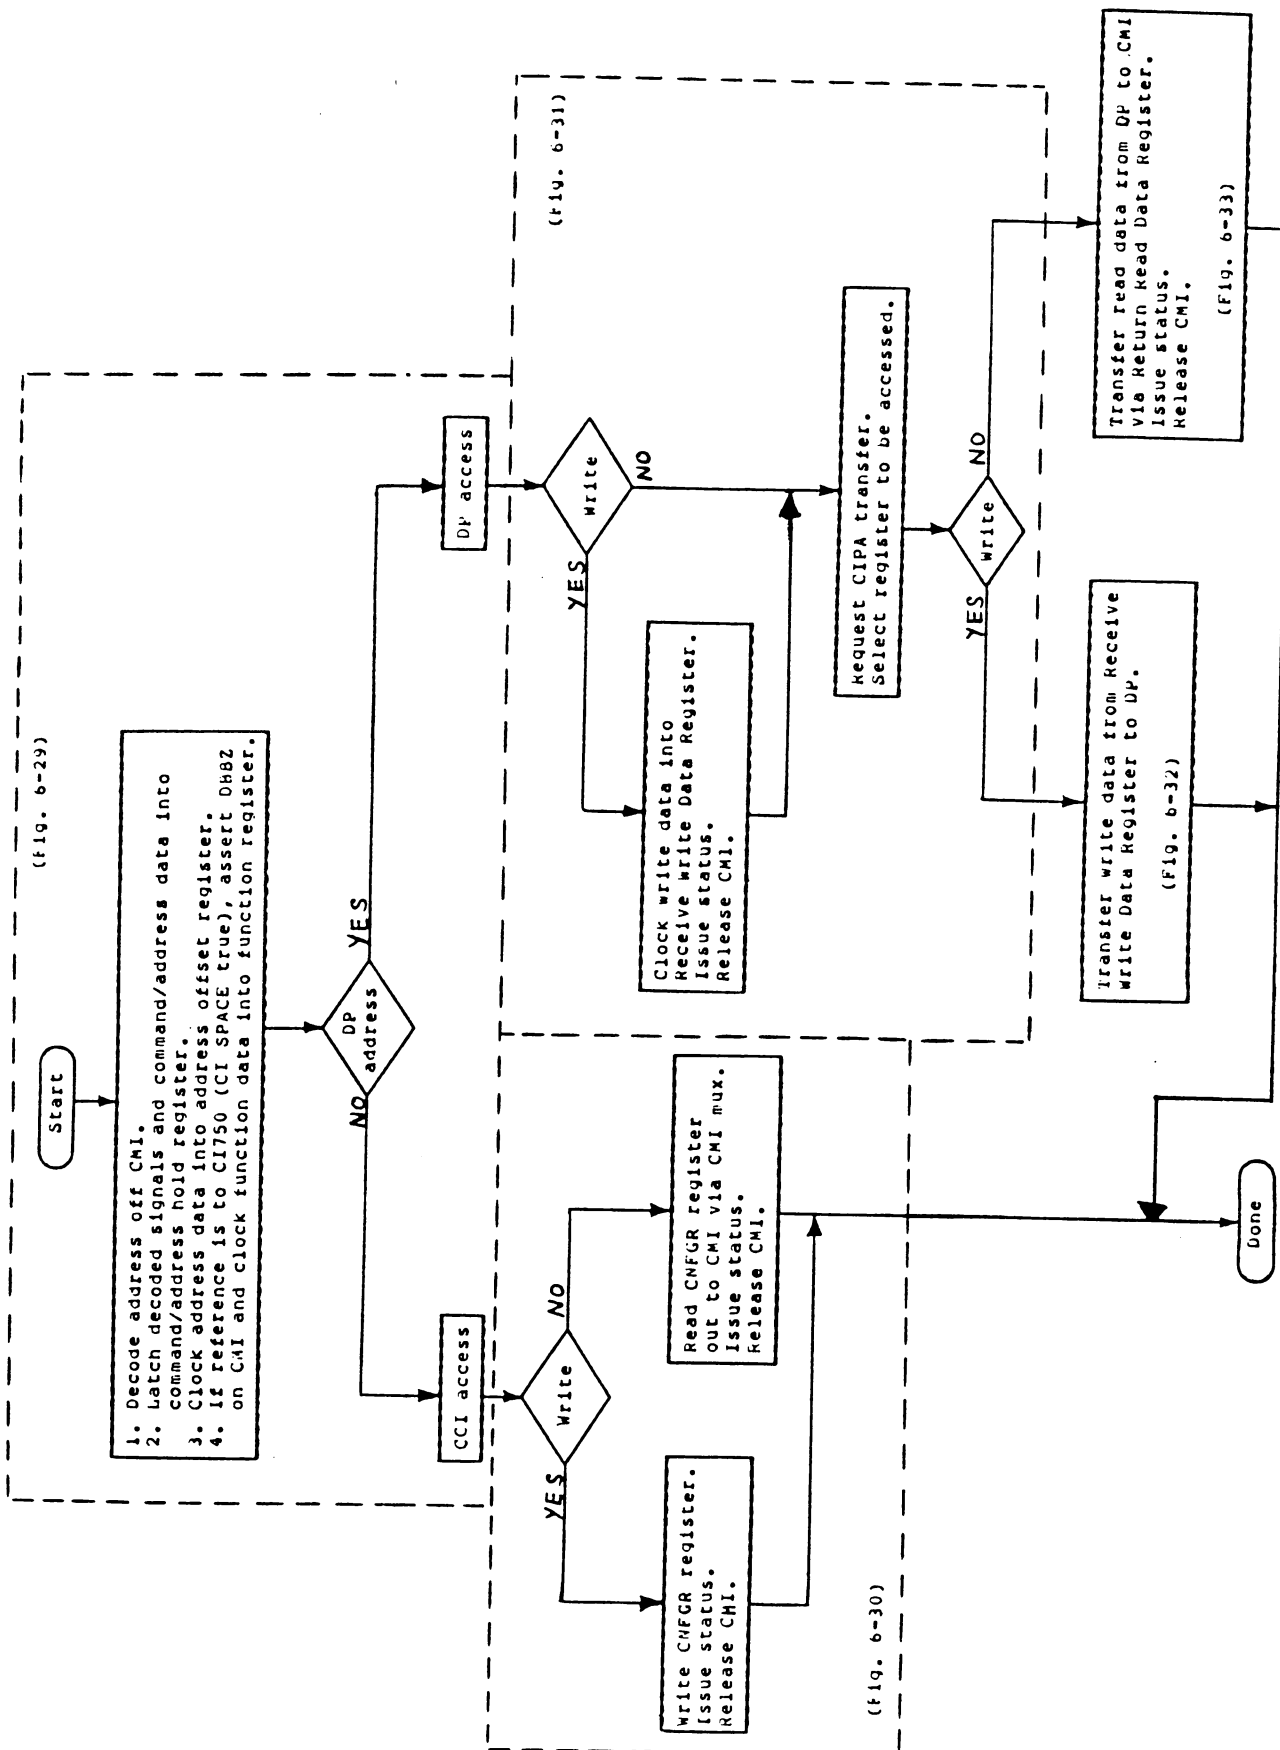 (Fig. 6-29)
Start
1. Decode address off CMI.
2. Latch decoded signals and command/address data into
command/address hold register.
3. Clock address data into address offset register.
4. If reference is to CI750 (CI SPACE true), assert DHBZ
on CMI and clock function data into function register.
DP
address
NO
YES
CCI access
DP access
Write
YES
NO
Write CNFGR register.
Issue status.
Release CMI.
Read CNFGR register
out to CMI via CMI mux.
Issue status.
Release CMI.
(Fig. 6-30)
(Fig. 6-31)
Write
YES
NO
Clock write data into
Receive Write Data Register.
Issue status.
Release CMI.
Request CIPA transfer.
Select register to be accessed.
Write
YES
NO
Transfer write data from Receive
Write Data Register to DP.
(Fig. 6-32)
Transfer read data from DP to CMI
via Return Read Data Register.
Issue status.
Release CMI.
(Fig. 6-33)
Done